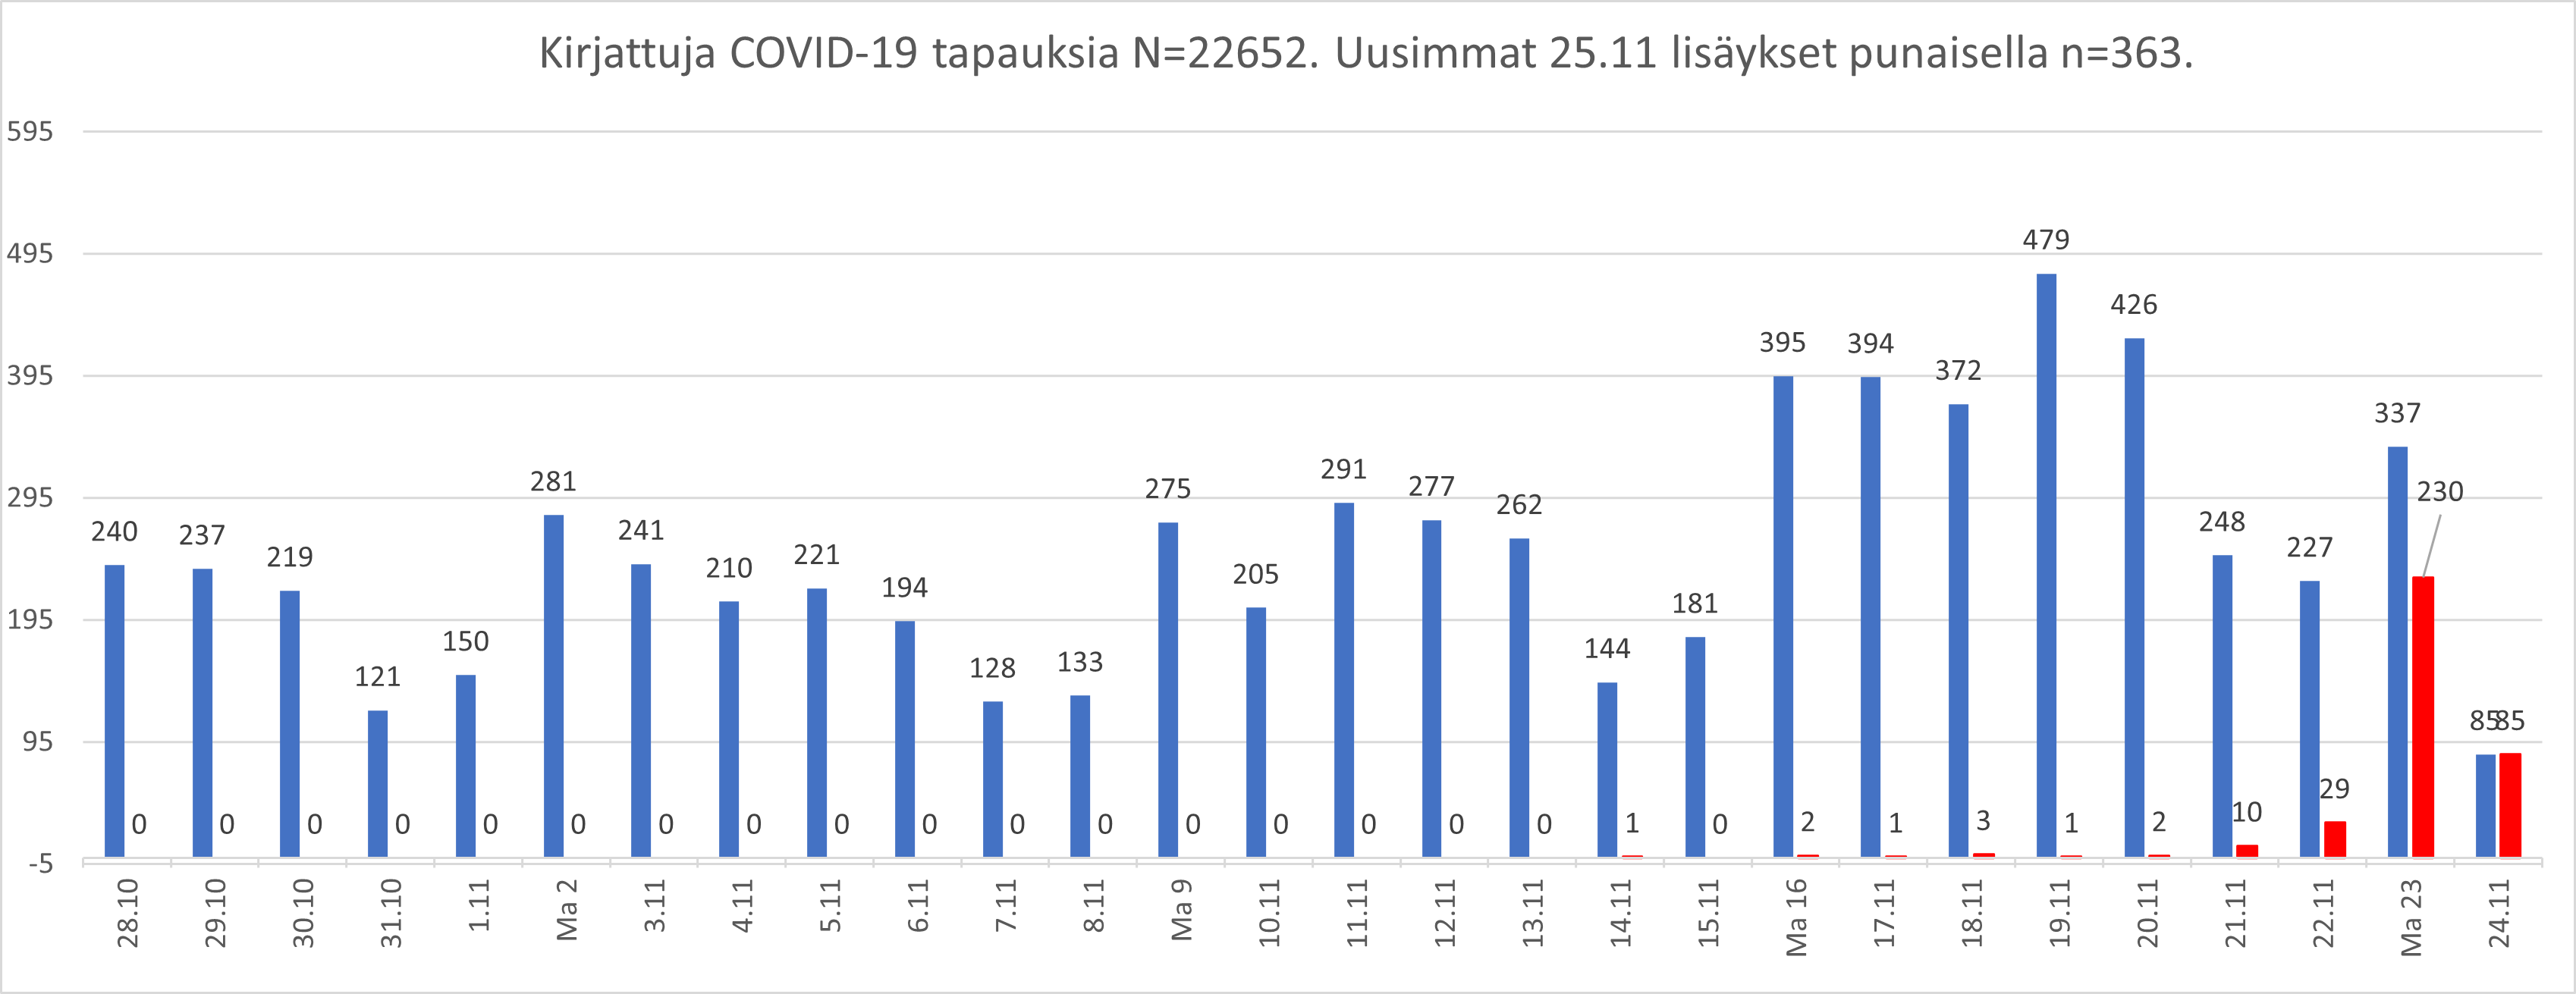 Kirjattuja COVID-19 tapauksia N=22652. Uusimmat 25.11 lisäykset punaisella n=363.
595
495
395
295
195
95
-5
240 237 219 121 150 281 241 210 221 194 128 133 275 205 291 277 262 144 181 395 394 372 479 426 248 227 337 85
0 0 0 0 0 0 0 0 0 0 0 0 0 0 0 0 0 1 0 2 1 3 1 2 10 29 230 85
28.10 29.10 30.10 31.10 1.11 Ma 2 3.11 4.11 5.11 6.11 7.11 8.11 Ma 9 10.11 11.11 12.11 13.11 14.11 15.11 Ma 16 17.11 18.11 19.11 20.11 21.11 22.11 Ma 23 24.11